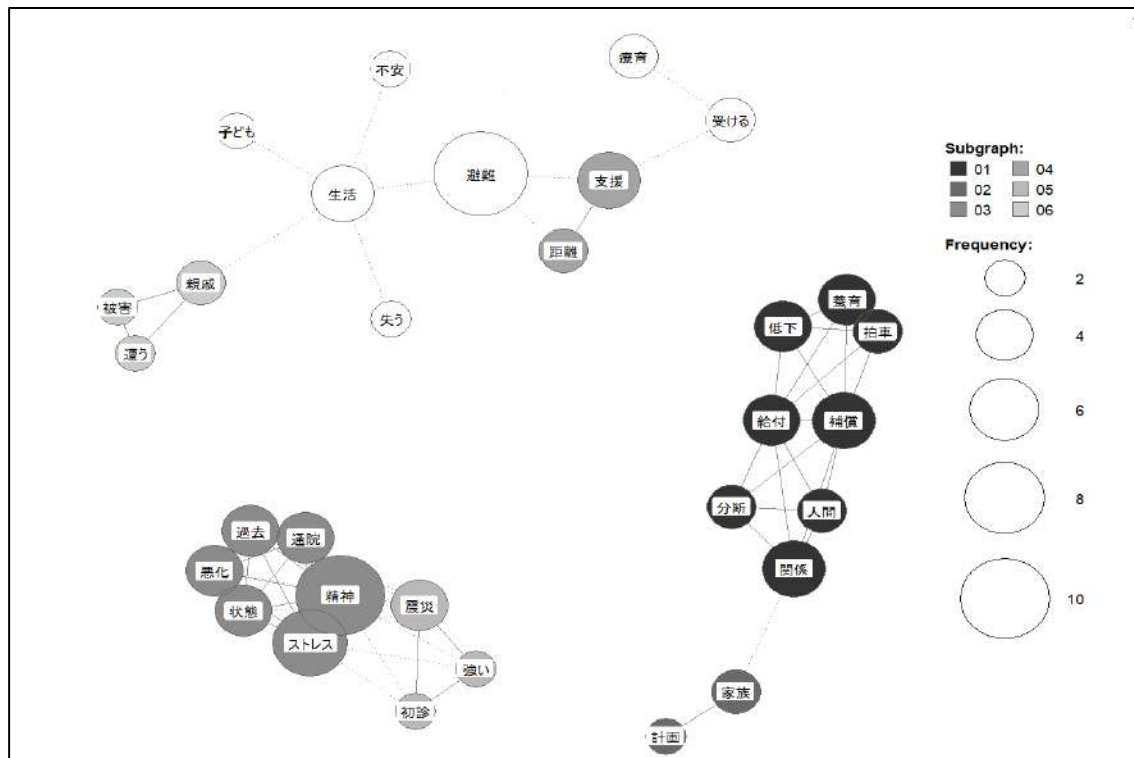 不安
療育
子ども
受ける
生活
避難
支援
距離
親戚
被害
遭う
失う
養育
低下
拍車
給付
補償
分断
人間
関係
過去
通院
悪化
精神
状態
震災
ストレス
強い
初診
家族
計画
Subgraph:
01 04
02 05
03 06
Frequency:
2
4
6
8
10